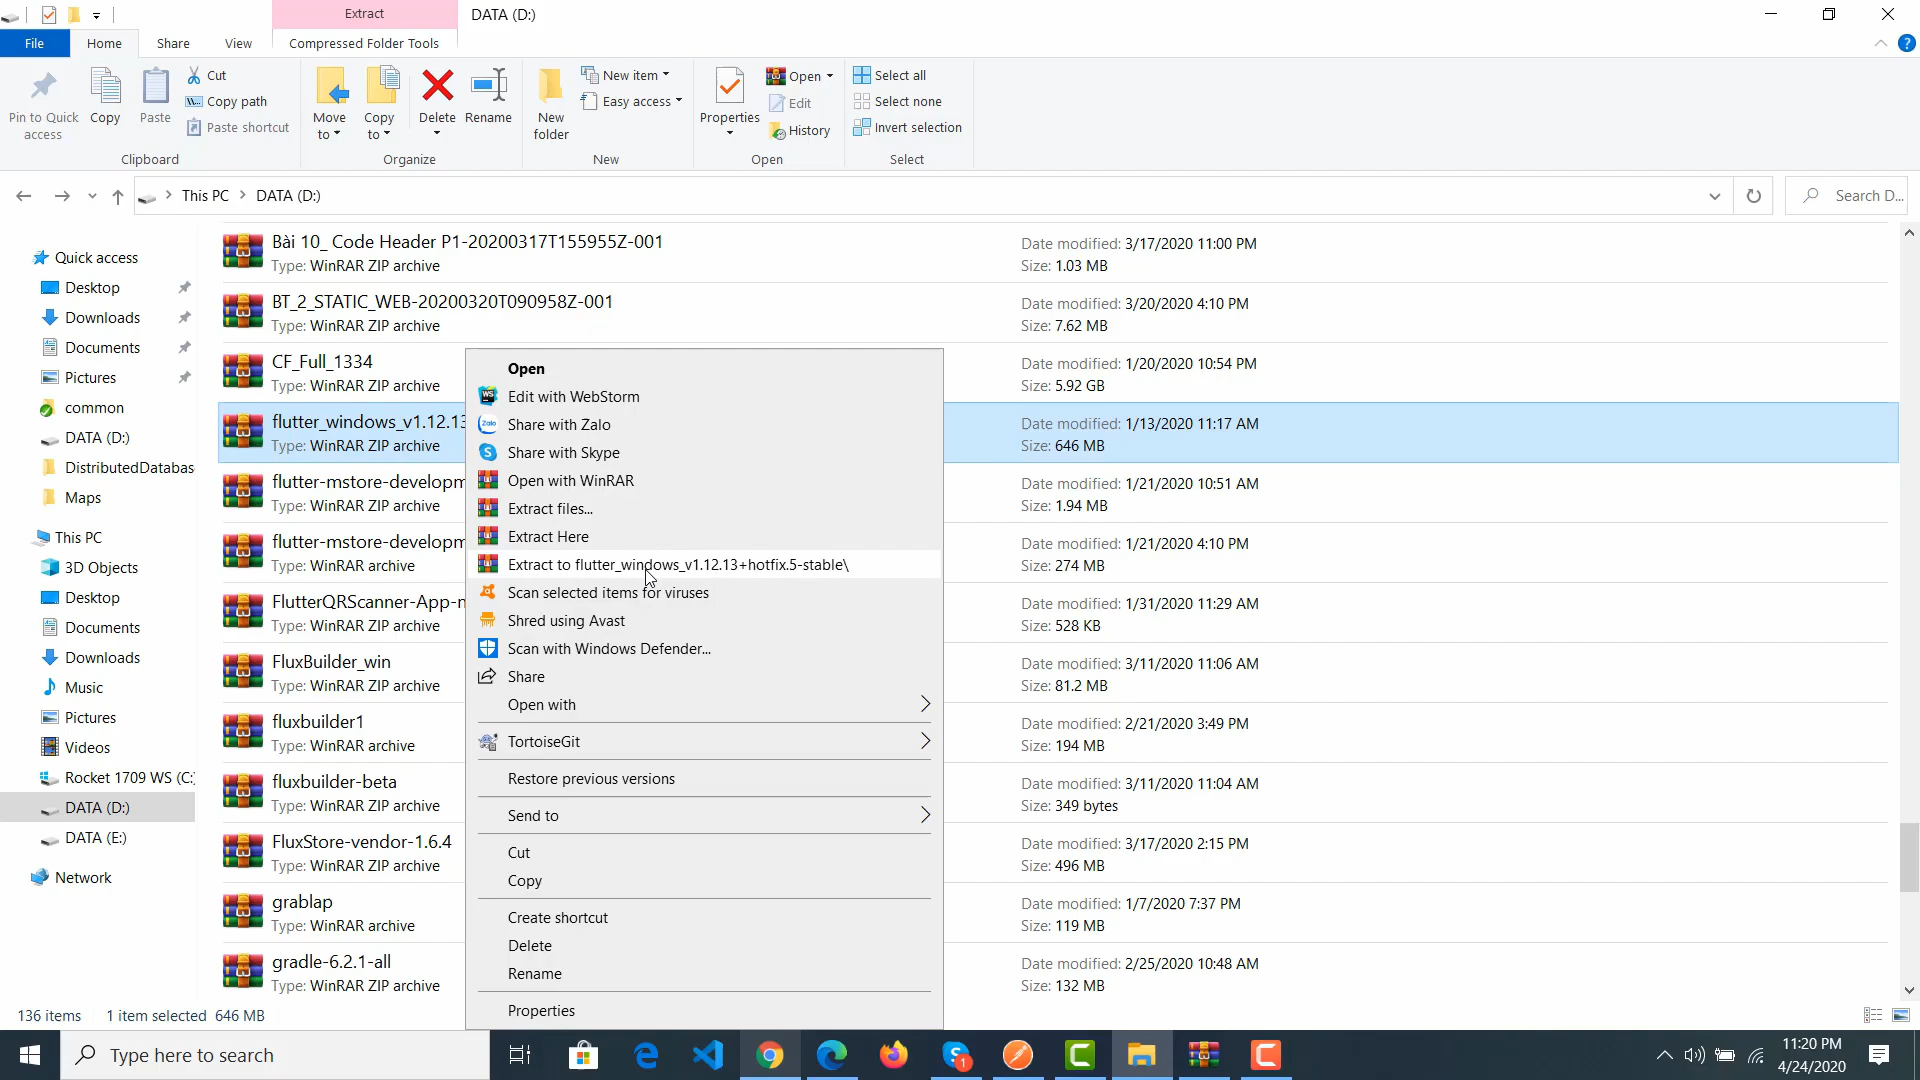 Extract
DATA (D:)
File
Home
Share
View
Compressed Folder Tools
Pin to Quick access
Copy
Paste
Cut
Copy path
Paste shortcut
Clipboard
Move to
Copy to
Delete
Rename
Organize
New folder
New item
Easy access
New
Properties
Open
Edit
History
Open
Select all
Select none
Invert selection
Select
This PC
DATA (D:)
Search D...
Quick access
Desktop
Downloads
Documents
Pictures
common
DATA (D:)
DistributedDatabas
Maps
This PC
3D Objects
Desktop
Documents
Downloads
Music
Pictures
Videos
Rocket 1709 WS (C:
DATA (D:)
DATA (E:)
Network
Bài 10_ Code Header P1-20200317T155955Z-001
Type: WinRAR ZIP archive
Date modified: 3/17/2020 11:00 PM
Size: 1.03 MB
BT_2_STATIC_WEB-20200320T090958Z-001
Type: WinRAR ZIP archive
Date modified: 3/20/2020 4:10 PM
Size: 7.62 MB
CF_Full_1334
Type: WinRAR ZIP archive
Date modified: 1/20/2020 10:54 PM
Size: 5.92 GB
flutter_windows_v1.12.13
Type: WinRAR ZIP archive
Date modified: 1/13/2020 11:17 AM
Size: 646 MB
flutter-mstore-developm
Type: WinRAR ZIP archive
Date modified: 1/21/2020 10:51 AM
Size: 1.94 MB
flutter-mstore-developm
Type: WinRAR ZIP archive
Date modified: 1/21/2020 4:10 PM
Size: 274 MB
FlutterQRScanner-App-m
Type: WinRAR ZIP archive
Date modified: 1/31/2020 11:29 AM
Size: 528 KB
FluxBuilder_win
Type: WinRAR ZIP archive
Date modified: 3/11/2020 11:06 AM
Size: 81.2 MB
fluxbuilder1
Type: WinRAR archive
Date modified: 2/21/2020 3:49 PM
Size: 194 MB
fluxbuilder-beta
Type: WinRAR ZIP archive
Date modified: 3/11/2020 11:04 AM
Size: 349 bytes
FluxStore-vendor-1.6.4
Type: WinRAR ZIP archive
Date modified: 3/17/2020 2:15 PM
Size: 496 MB
grablap
Type: WinRAR archive
Date modified: 1/7/2020 7:37 PM
Size: 119 MB
gradle-6.2.1-all
Type: WinRAR ZIP archive
Date modified: 2/25/2020 10:48 AM
Size: 132 MB
Open
Edit with WebStorm
Share with Zalo
Share with Skype
Open with WinRAR
Extract files...
Extract Here
Extract to flutter_windows_v1.12.13+hotfix.5-stable\
Scan selected items for viruses
Shred using Avast
Scan with Windows Defender...
Share
Open with
TortoiseGit
Restore previous versions
Send to
Cut
Copy
Create shortcut
Delete
Rename
Properties
136 items
1 item selected 646 MB
Type here to search
1
11:20 PM
4/24/2020